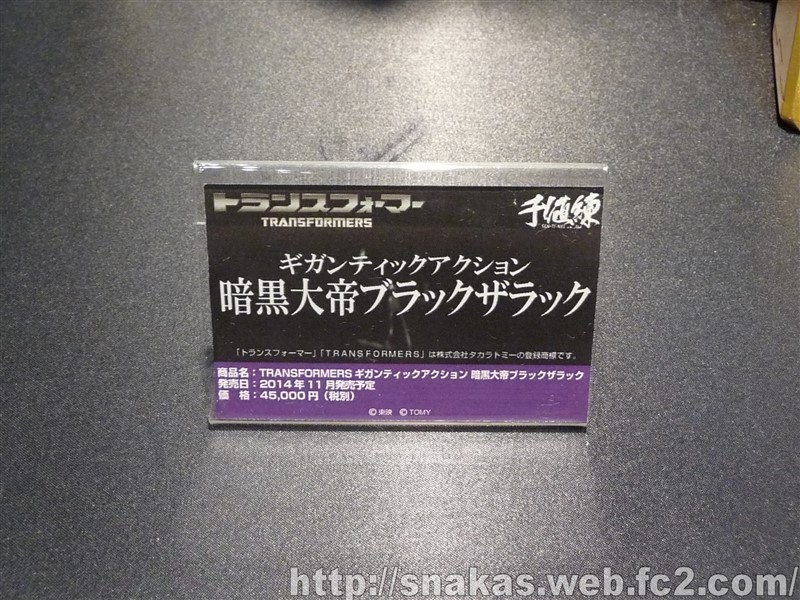 トランスフォーマー
TRANSFORMERS
千値練
ギガンティックアクション
暗黒大帝ブラックザラック
「トランスフォーマー」「TRANSFORMERS」は株式会社タカラトミーの登録商標です。
商品名：TRANSFORMERS ギガンティックアクション 暗黒大帝ブラックザラック
発売日：2014年11月発売予定
価　格：45,000円（税別）
© 東映 © TOMY
http://snakas.web.fc2.com/